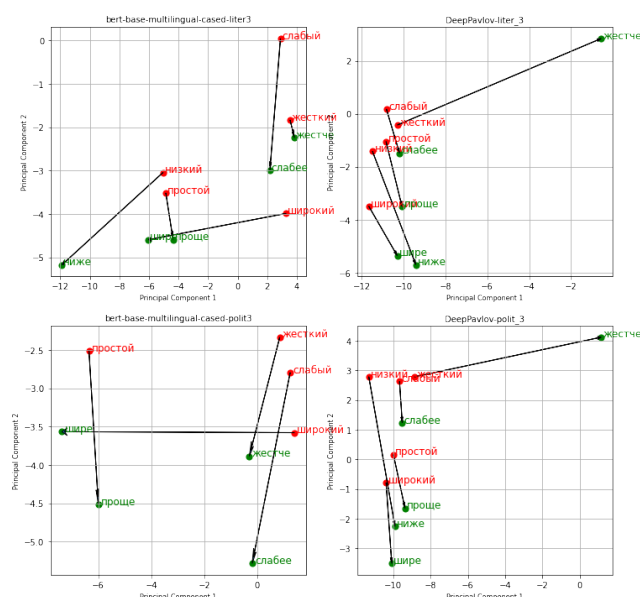 bert-base-multilingual-cased-liter3
Principal Component 2
0
−1
−2
−3
−4
−5
слабый
жесткий
жестче
слабее
низкий
простой
широкий
шире
проще
ниже
−12
−10
−8
−6
−4
−2
0
2
4
Principal Component 1
DeepPavlov-liter_3
Principal Component 2
2
0
−2
−4
−6
жестче
слабый
жесткий
простой
низкий
слабее
широкий
проще
шире
ниже
−10
−8
−6
−4
−2
Principal Component 1
bert-base-multilingual-cased-polit3
Principal Component 2
−2.5
−3.0
−3.5
−4.0
−4.5
−5.0
жесткий
простой
слабый
шире
широкий
жестче
проще
слабее
−6
−4
−2
0
Principal Component 1
DeepPavlov-polit_3
Principal Component 2
4
3
2
1
0
−1
−2
−3
жестче
низкий
жесткий
слабый
слабее
простой
широкий
проще
ниже
шире
−10
−8
−6
−4
−2
0
Principal Component 1